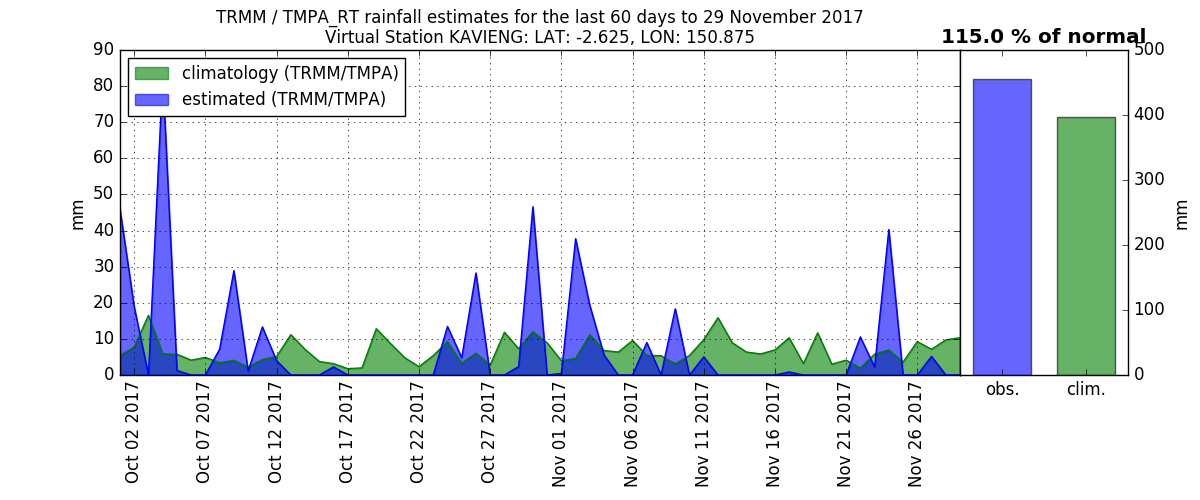 TRMM / TMPA_RT rainfall estimates for the last 60 days to 29 November 2017
Virtual Station KAVIENG: LAT: -2.625, LON: 150.875
115.0 % of normal
climatology (TRMM/TMPA)
estimated (TRMM/TMPA)
90
80
70
60
50
40
30
20
10
0
mm
Oct 02 2017
Oct 07 2017
Oct 12 2017
Oct 17 2017
Oct 22 2017
Oct 27 2017
Nov 01 2017
Nov 06 2017
Nov 11 2017
Nov 16 2017
Nov 21 2017
Nov 26 2017
500
400
300
200
100
0
mm
obs.
clim.